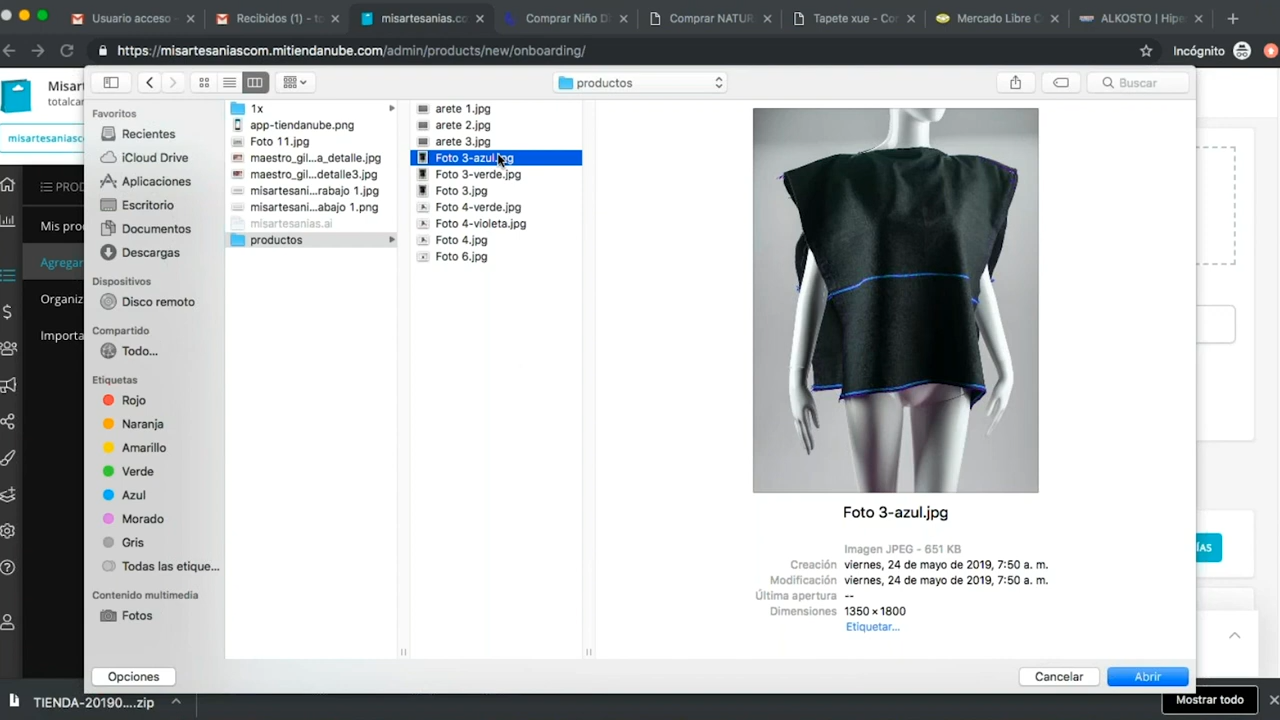 Usuario acceso
Recibidos (1) - to
misartesanias.co
Comprar Niño D
Comprar NATUR
Tapete xue - Cor
Mercado Libre C
ALKOSTO | Hipe
https://misartesaniascom.mitiendanube.com/admin/products/new/onboarding/
Incógnito
Misart
totalcar
misartesaníasc
PROD
Mis pro
Agregar
Organiz
Importa
productos
Buscar
Favoritos
Recientes
iCloud Drive
Aplicaciones
Escritorio
Documentos
Descargas
Dispositivos
Disco remoto
Compartido
Todo...
Etiquetas
Rojo
Naranja
Amarillo
Verde
Azul
Morado
Gris
Todas las etique...
Contenido multimedia
Fotos
1x
app-tiendanube.png
Foto 11.jpg
maestro_gil...a_detalle.jpg
maestro_gil...detalle3.jpg
misartesani...rabajo 1.jpg
misartesani...abajo 1.png
misartesanias.ai
productos
arete 1.jpg
arete 2.jpg
arete 3.jpg
Foto 3-azul.jpg
Foto 3-verde.jpg
Foto 3.jpg
Foto 4-verde.jpg
Foto 4-violeta.jpg
Foto 4.jpg
Foto 6.jpg
Foto 3-azul.jpg
Imagen JPEG - 651 KB
Creación viernes, 24 de mayo de 2019, 7:50 a. m.
Modificación viernes, 24 de mayo de 2019, 7:50 a. m.
Última apertura --
Dimensiones 1350 × 1800
Etiquetar...
ÍAS
Opciones
Cancelar
Abrir
TIENDA-20190....zip
Mostrar todo